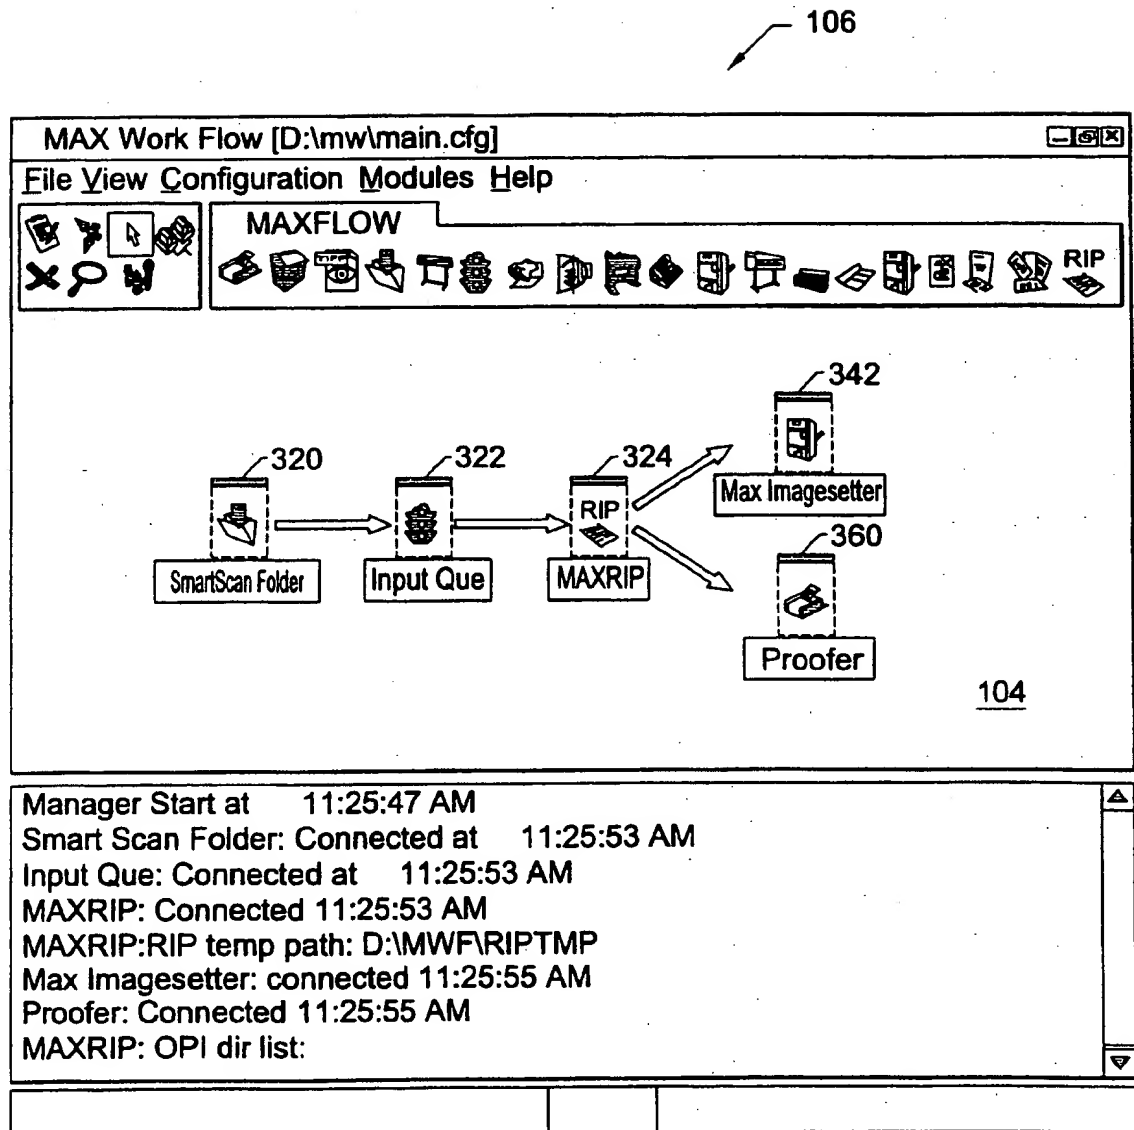 106
MAX Work Flow [D:\mw\main.cfg]
File View Configuration Modules Help
MAXFLOW
TIFF
RIP
342
320
322
324
RIP
Max Imagesetter
360
SmartScan Folder
Input Que
MAXRIP
Proofer
104
Manager Start at 11:25:47 AM
Smart Scan Folder: Connected at 11:25:53 AM
Input Que: Connected at 11:25:53 AM
MAXRIP: Connected 11:25:53 AM
MAXRIP:RIP temp path: D:\MWF\RIPTMP
Max Imagesetter: connected 11:25:55 AM
Proofer: Connected 11:25:55 AM
MAXRIP: OPI dir list: